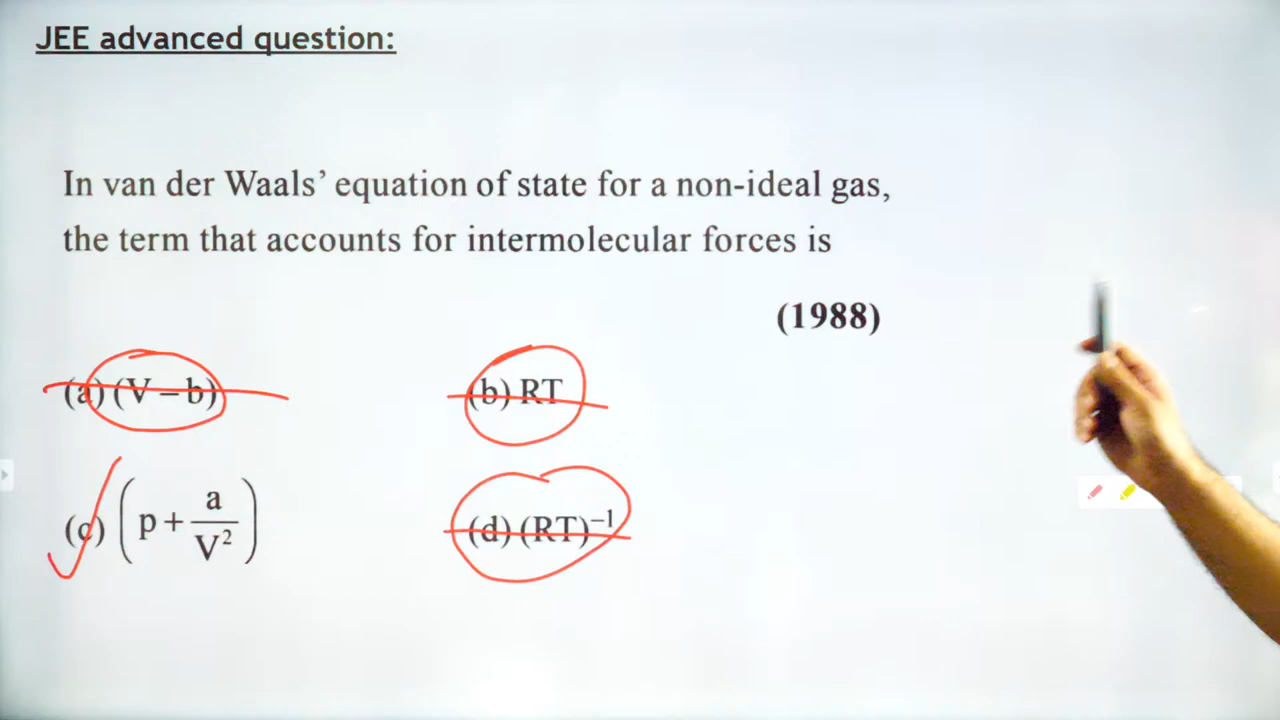 JEE advanced question:
In van der Waals’ equation of state for a non-ideal gas,
the term that accounts for intermolecular forces is
(1988)
(a) (V – b)
(b) RT
(c) (p + a/V²)
(d) (RT)⁻¹